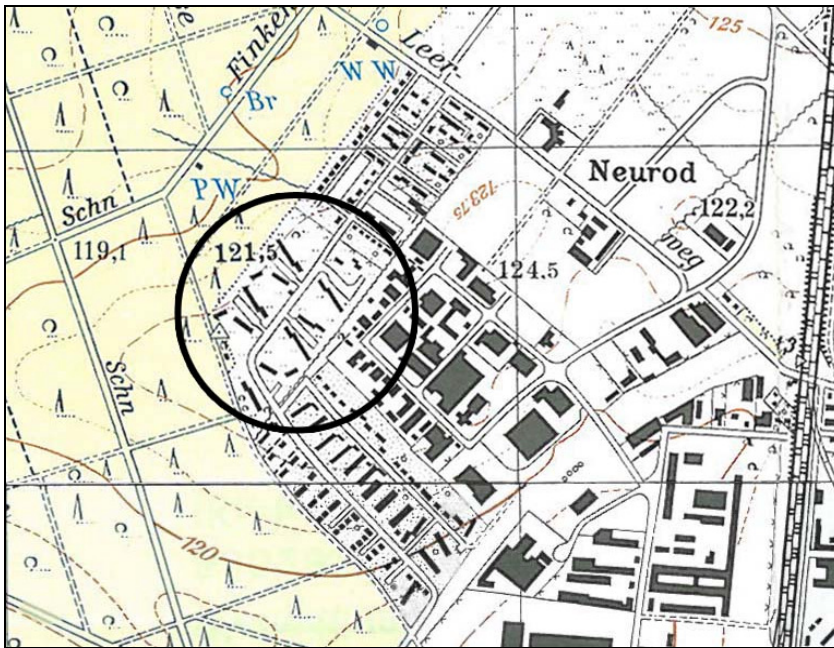 125
Finken
Leer-
W W
Br
Neurod
PW
Schn
123.75
122,2
weg
119,1
121,5
124.5
Schn
120